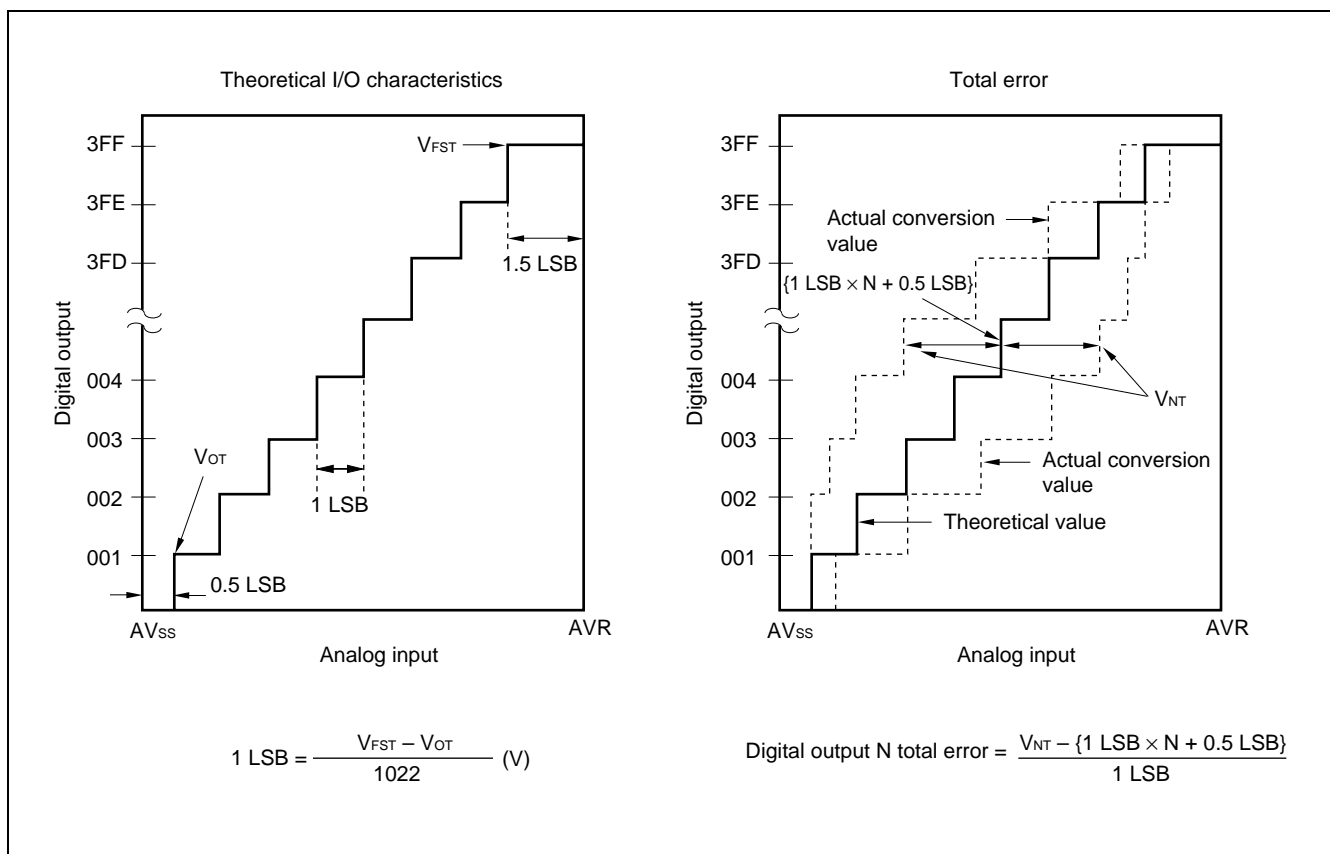 Theoretical I/O characteristics
3FF
3FE
3FD
004
003
002
001
Digital output
VFST
1.5 LSB
VOT
1 LSB
0.5 LSB
AVSS
AVR
Analog input
1 LSB = VFST – VOT / 1022 (V)
Total error
3FF
3FE
3FD
004
003
002
001
Digital output
Actual conversion
value
{1 LSB × N + 0.5 LSB}
VNT
Actual conversion
value
Theoretical value
AVSS
AVR
Analog input
Digital output N total error = VNT – {1 LSB × N + 0.5 LSB} / 1 LSB